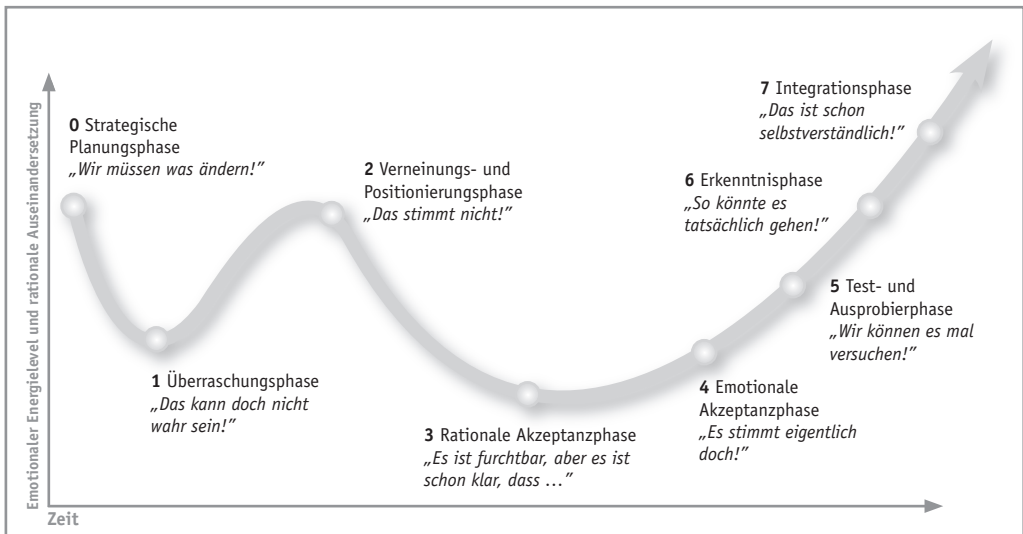 Emotionaler Energielevel und rationale Auseinandersetzung
0 Strategische
Planungsphase
„Wir müssen was ändern!”
1 Überraschungsphase
„Das kann doch nicht
wahr sein!”
2 Verneinungs- und
Positionierungsphase
„Das stimmt nicht!”
3 Rationale Akzeptanzphase
„Es ist furchtbar, aber es ist
schon klar, dass ...”
4 Emotionale
Akzeptanzphase
„Es stimmt eigentlich
doch!”
5 Test- und
Ausprobierphase
„Wir können es mal
versuchen!”
6 Erkenntnisphase
„So könnte es
tatsächlich gehen!”
7 Integrationsphase
„Das ist schon
selbstverständlich!”
Zeit